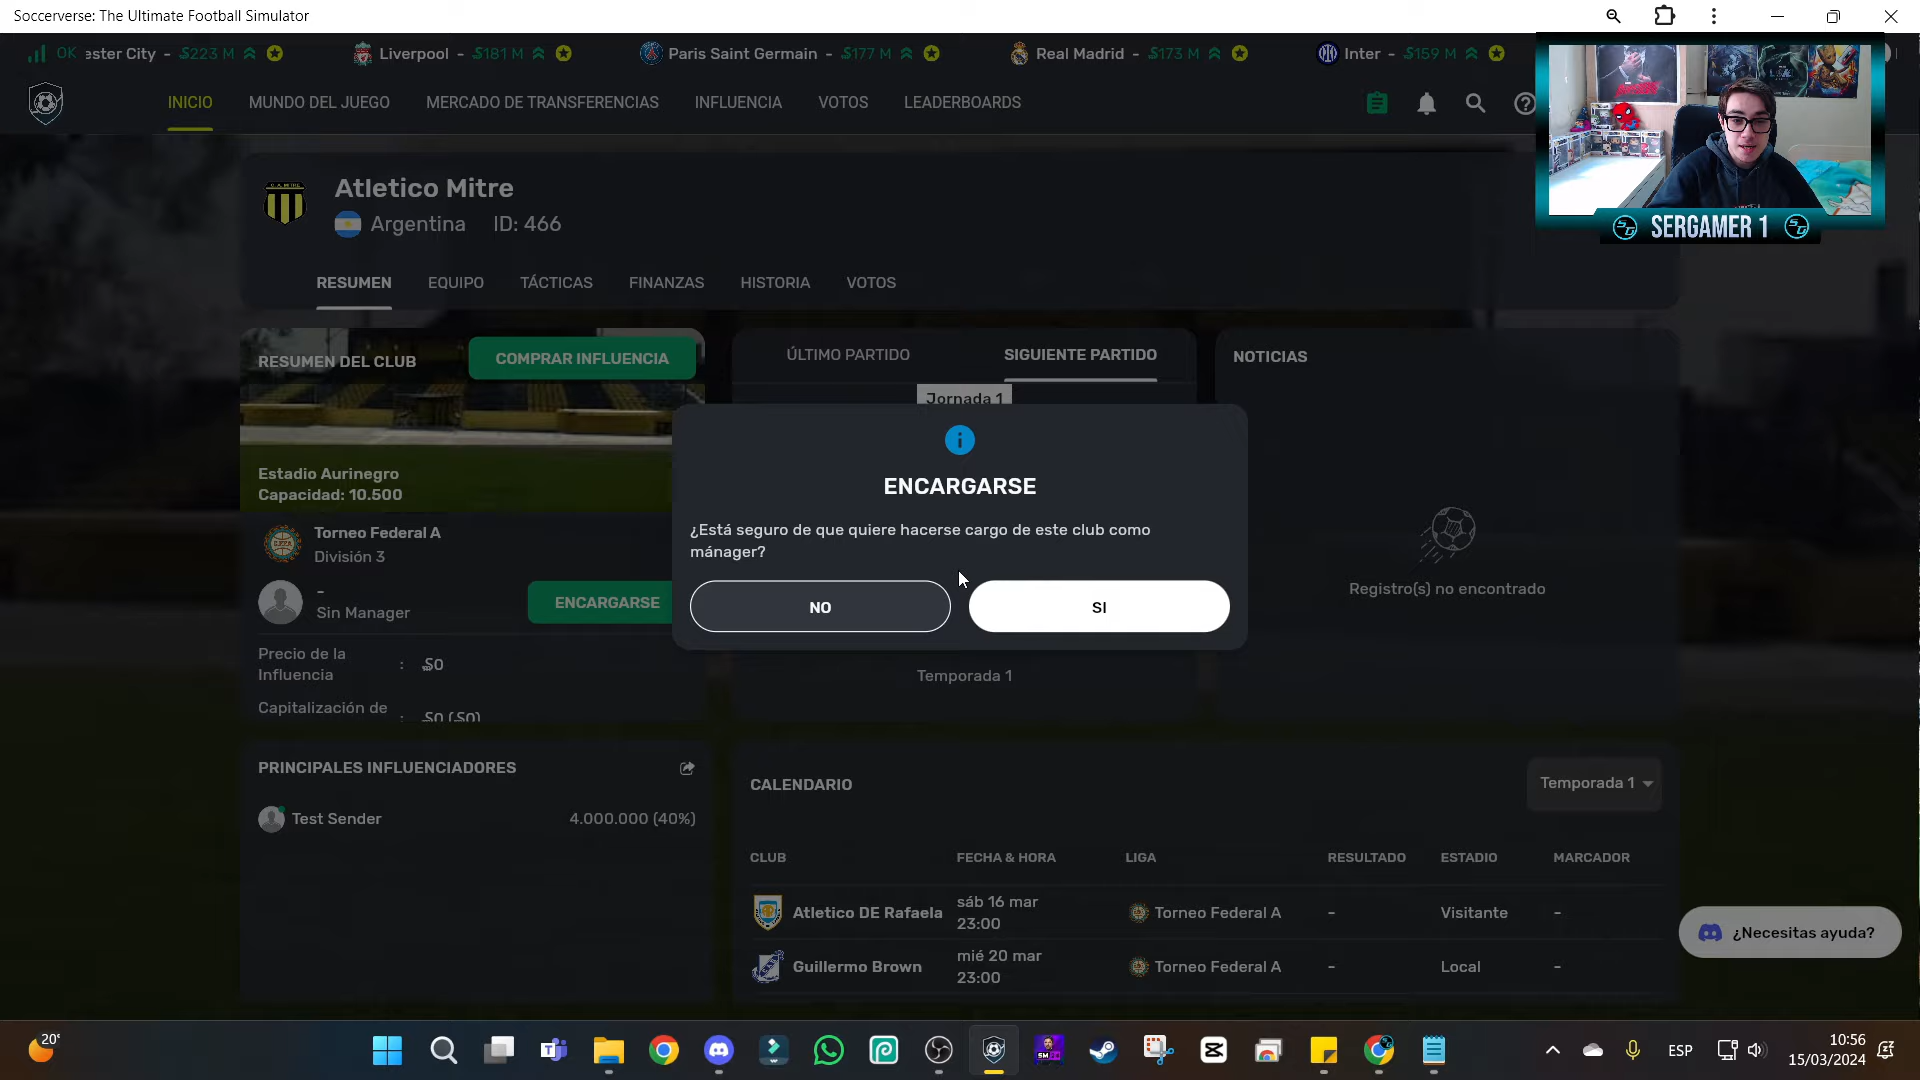 Soccerverse: The Ultimate Football Simulator
OK ester City - $223 M
Liverpool - $181 M
Paris Saint Germain - $177 M
Real Madrid - $173 M
Inter - $159 M
INICIO MUNDO DEL JUEGO MERCADO DE TRANSFERENCIAS INFLUENCIA VOTOS LEADERBOARDS
SERGAMER 1
Atletico Mitre
Argentina ID: 466
RESUMEN EQUIPO TÁCTICAS FINANZAS HISTORIA VOTOS
RESUMEN DEL CLUB COMPRAR INFLUENCIA
Estadio Aurinegro
Capacidad: 10.500
Torneo Federal A
División 3
-
Sin Manager
ENCARGARSE
Precio de la Influencia : $0
Capitalización de : $0 ($0)
ÚLTIMO PARTIDO SIGUIENTE PARTIDO
Jornada 1
ENCARGARSE
¿Está seguro de que quiere hacerse cargo de este club como
mánager?
NO SI
Temporada 1
NOTICIAS
Registro(s) no encontrado
PRINCIPALES INFLUENCIADORES
Test Sender 4.000.000 (40%)
CALENDARIO Temporada 1
CLUB FECHA & HORA LIGA RESULTADO ESTADIO MARCADOR
Atletico DE Rafaela sáb 16 mar 23:00 Torneo Federal A - Visitante -
Guillermo Brown mié 20 mar 23:00 Torneo Federal A - Local -
¿Necesitas ayuda?
20°
ESP
10:56
15/03/2024